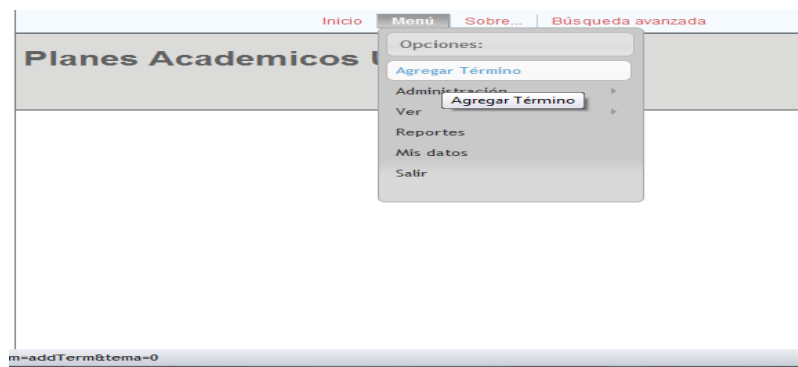 Inicio Menú Sobre... Búsqueda avanzada
Planes Academicos
Opciones:
Agregar Término
Administración
Agregar Término
Ver
Reportes
Mis datos
Salir
m=addTerm&tema=0